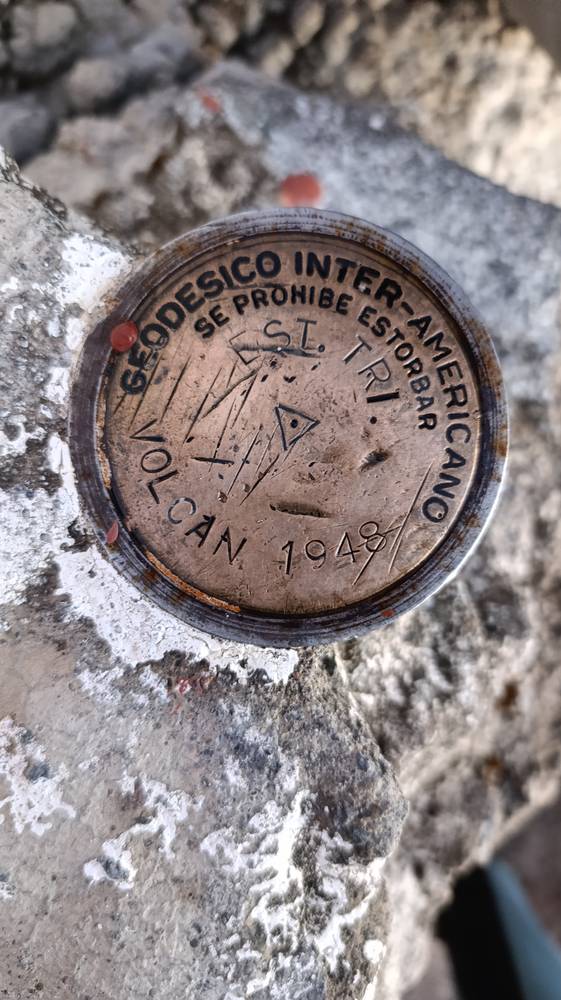 GEODESICO INTER-AMERICANO
SE PROHIBE ESTORBAR
EST. TRI.
VOLCAN 1948